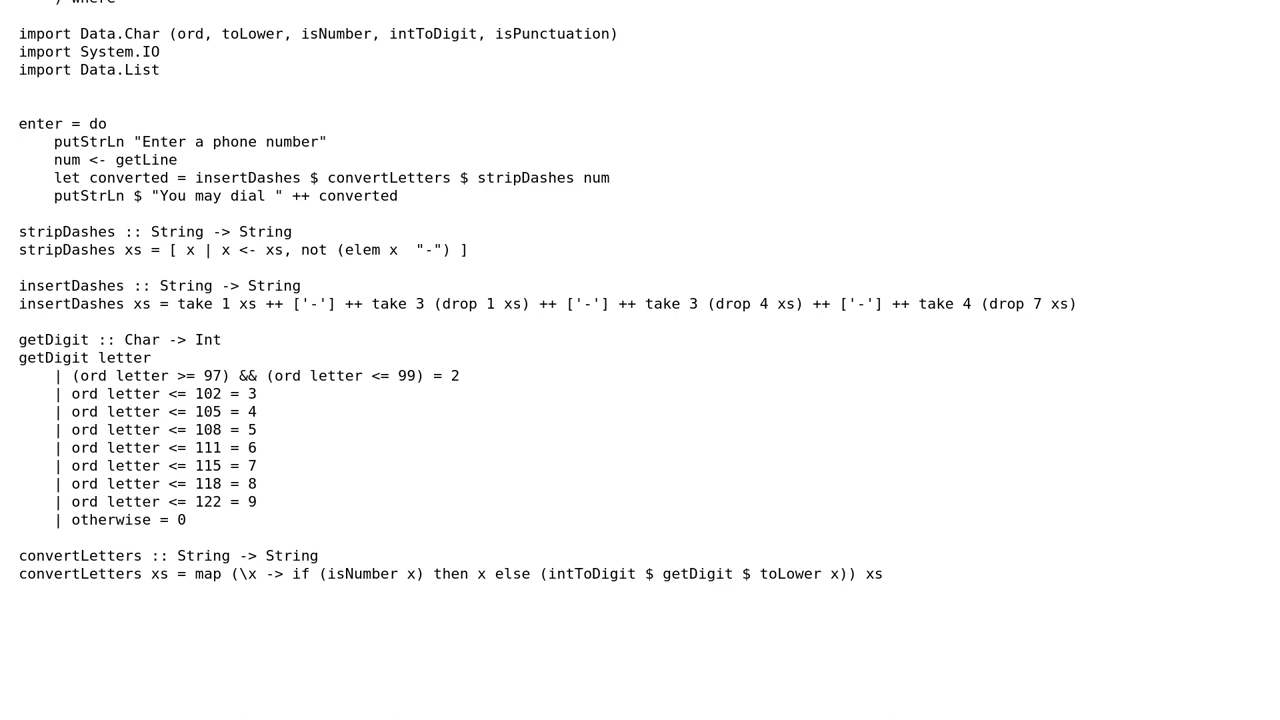 ) where

import Data.Char (ord, toLower, isNumber, intToDigit, isPunctuation)
import System.IO
import Data.List


enter = do
    putStrLn "Enter a phone number"
    num <- getLine
    let converted = insertDashes $ convertLetters $ stripDashes num
    putStrLn $ "You may dial " ++ converted

stripDashes :: String -> String
stripDashes xs = [ x | x <- xs, not (elem x  "-") ]

insertDashes :: String -> String
insertDashes xs = take 1 xs ++ ['-'] ++ take 3 (drop 1 xs) ++ ['-'] ++ take 3 (drop 4 xs) ++ ['-'] ++ take 4 (drop 7 xs)

getDigit :: Char -> Int
getDigit letter
    | (ord letter >= 97) && (ord letter <= 99) = 2
    | ord letter <= 102 = 3
    | ord letter <= 105 = 4
    | ord letter <= 108 = 5
    | ord letter <= 111 = 6
    | ord letter <= 115 = 7
    | ord letter <= 118 = 8
    | ord letter <= 122 = 9
    | otherwise = 0

convertLetters :: String -> String
convertLetters xs = map (\x -> if (isNumber x) then x else (intToDigit $ getDigit $ toLower x)) xs